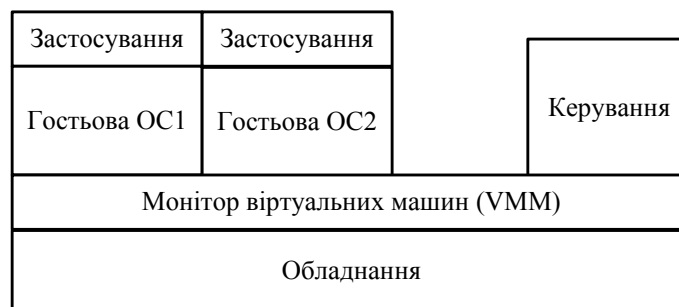 Застосування
Застосування
Гостьова ОС1
Гостьова ОС2
Керування
Монітор віртуальних машин (VMM)
Обладнання